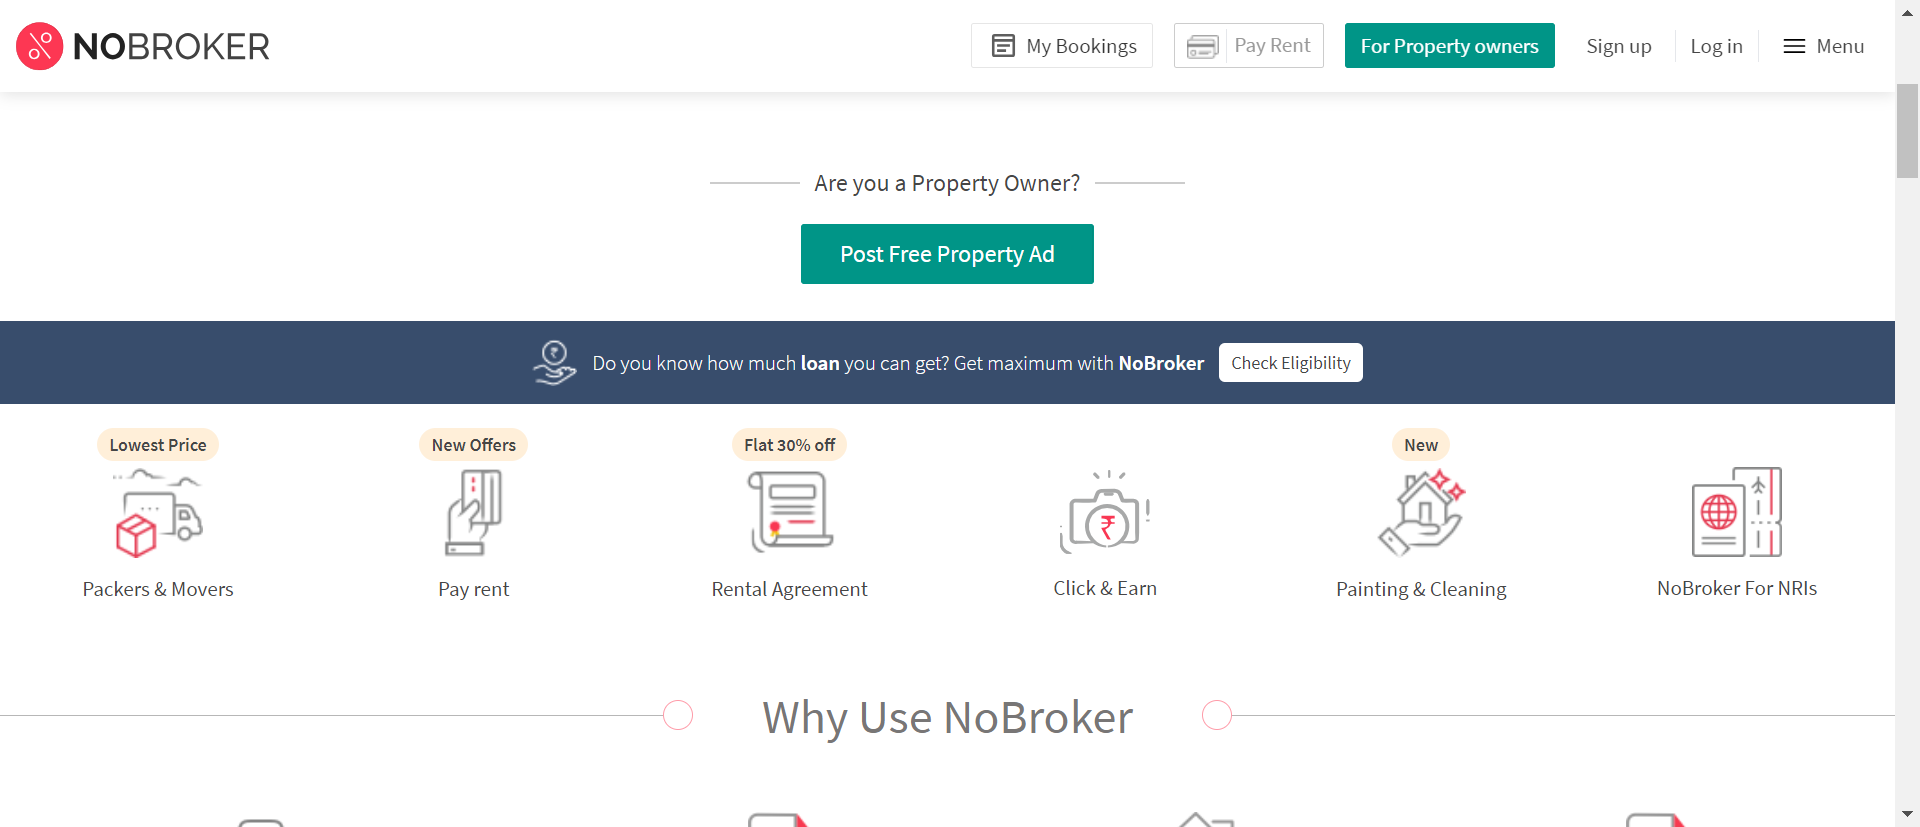 NOBROKER
My Bookings
Pay Rent
For Property owners
Sign up
Log in
Menu
Are you a Property Owner?
Post Free Property Ad
Do you know how much loan you can get? Get maximum with NoBroker
Check Eligibility
Lowest Price
Packers & Movers
New Offers
Pay rent
Flat 30% off
Rental Agreement
Click & Earn
New
Painting & Cleaning
NoBroker For NRIs
Why Use NoBroker